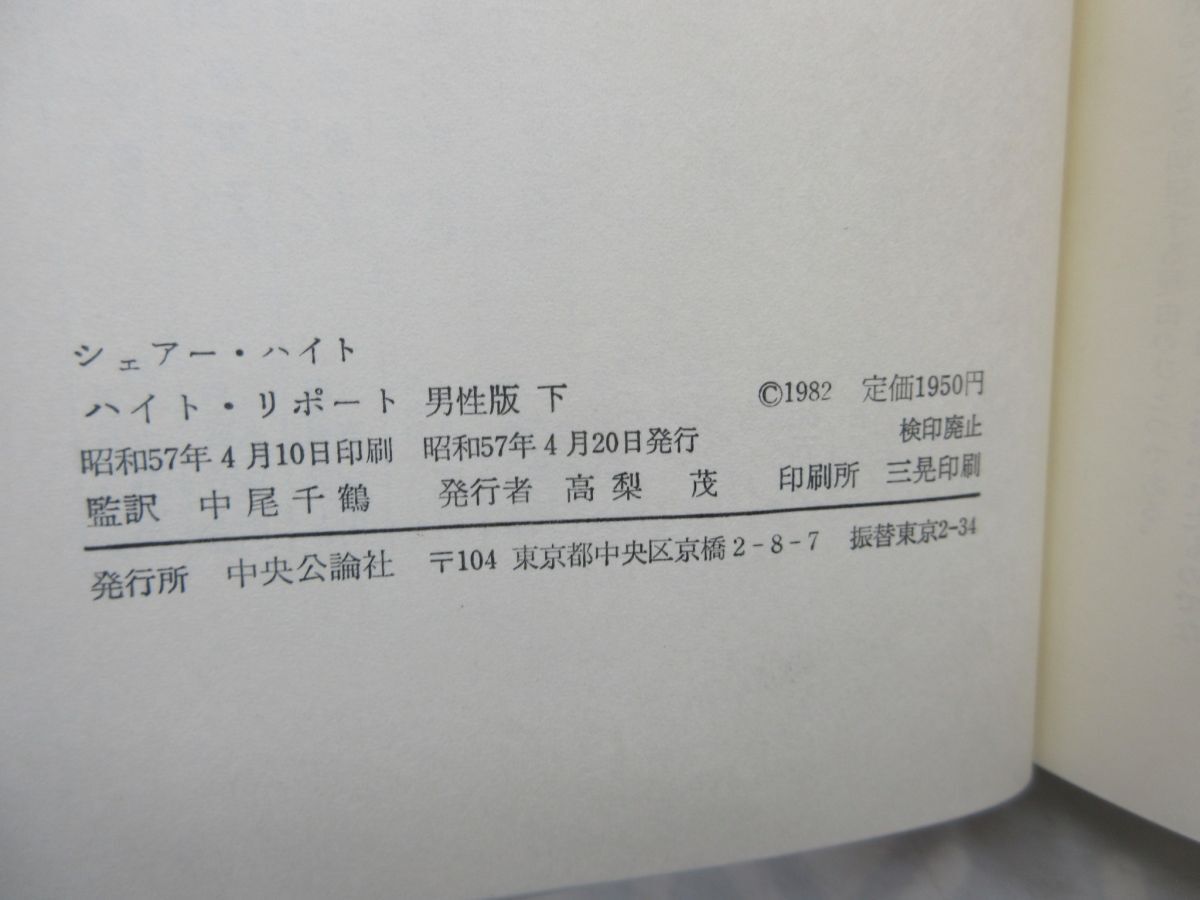 シェアー・ハイト
ハイト・リポート 男性版 下 ©1982 定価1950円
昭和57年4月10日印刷 昭和57年4月20日発行 検印廃止
監訳 中尾千鶴 発行者 高梨 茂 印刷所 三晃印刷
発行所 中央公論社 〒104 東京都中央区京橋2-8-7 振替東京2-34